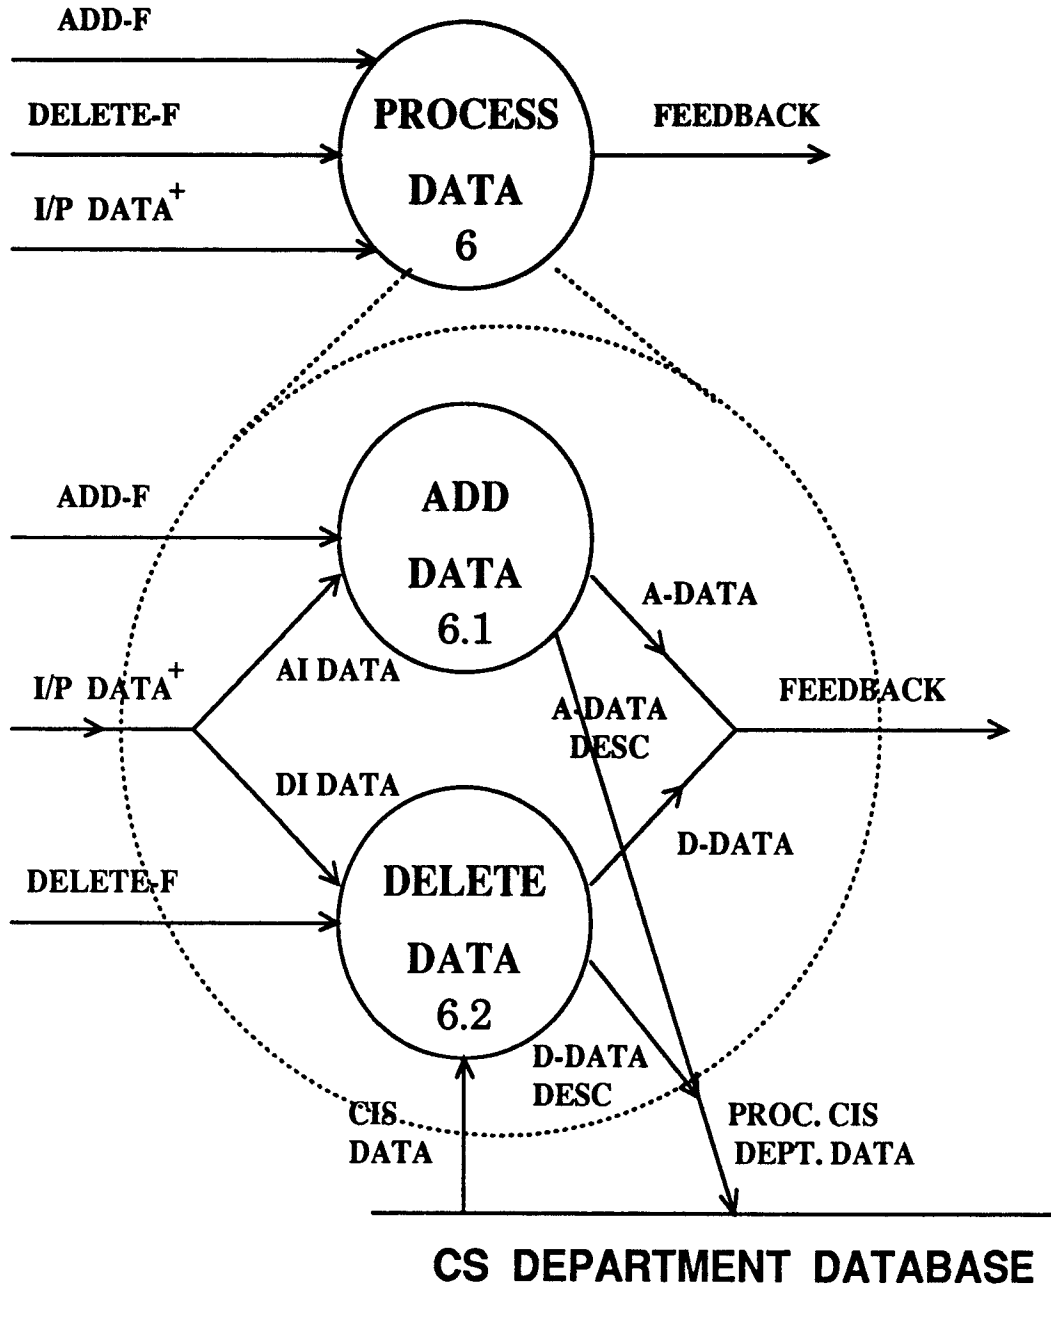 ADD-F
DELETE-F
I/P DATA+
PROCESS
DATA
6
FEEDBACK
ADD-F
ADD
DATA
6.1
A-DATA
AI DATA
I/P DATA+
FEEDBACK
A-DATA
DESC
DI DATA
D-DATA
DELETE-F
DELETE
DATA
6.2
D-DATA
DESC
CIS
DATA
PROC. CIS
DEPT. DATA
CS DEPARTMENT DATABASE